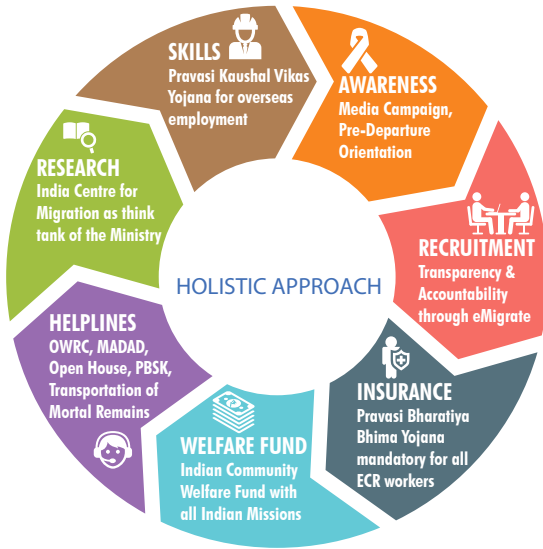 SKILLS
Pravasi Kaushal Vikas
Yojana for overseas
employment
AWARENESS
Media Campaign,
Pre-Departure
Orientation
RECRUITMENT
Transparency &
Accountability
through eMigrate
INSURANCE
Pravasi Bharatiya
Bhima Yojana
mandatory for all
ECR workers
WELFARE FUND
Indian Community
Welfare Fund with
all Indian Missions
HELPLINES
OWRC, MADAD,
Open House, PBSK,
Transportation of
Mortal Remains
RESEARCH
India Centre for
Migration as think
tank of the Ministry
HOLISTIC APPROACH